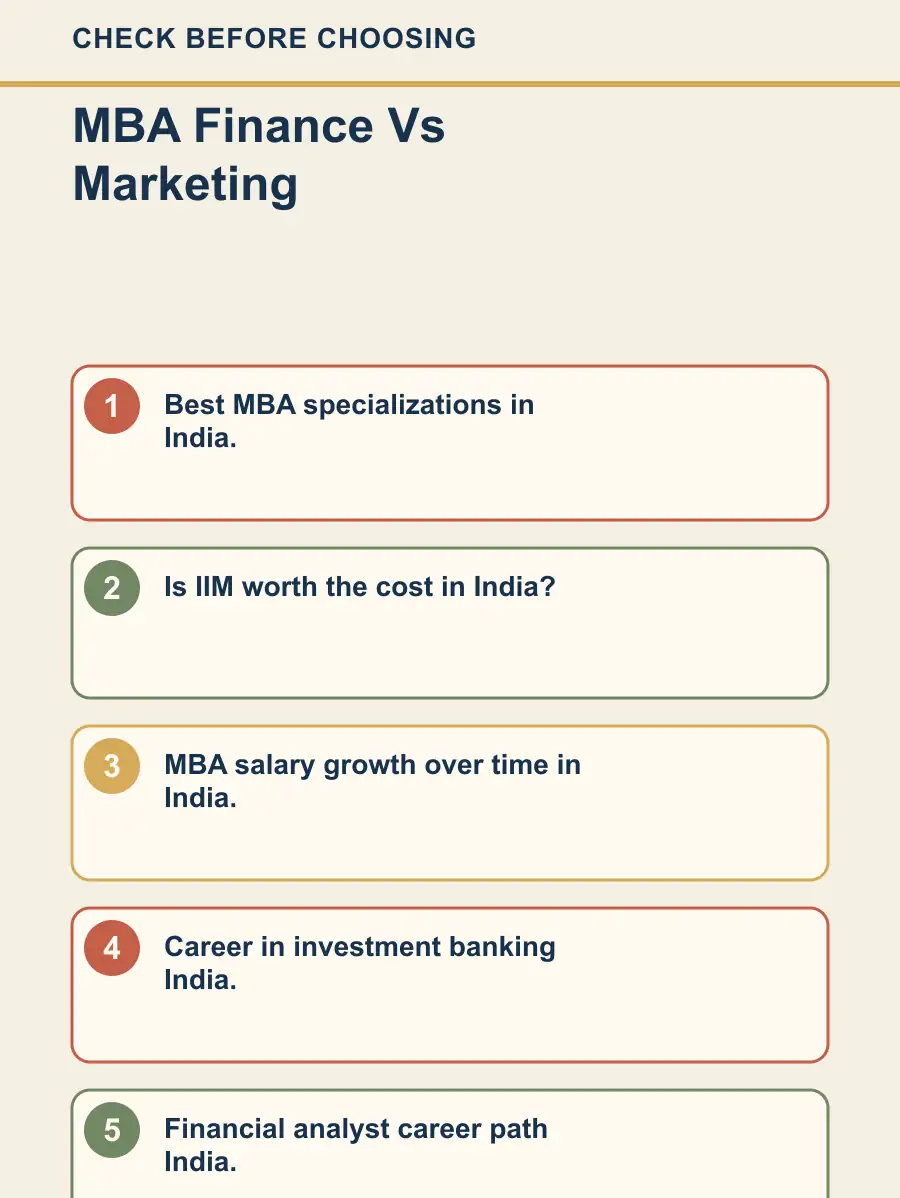 CHECK BEFORE CHOOSING
MBA Finance Vs
Marketing
1
Best MBA specializations in
India.
2
Is IIM worth the cost in India?
3
MBA salary growth over time in
India.
4
Career in investment banking
India.
5
Financial analyst career path
India.